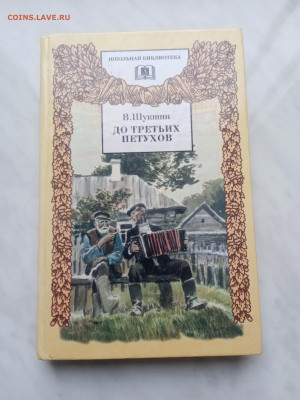 coins.lave.ru
ШКОЛЬНАЯ БИБЛИОТЕКА
В.Шукшин
ДО ТРЕТЬИХ
ПЕТУХОВ